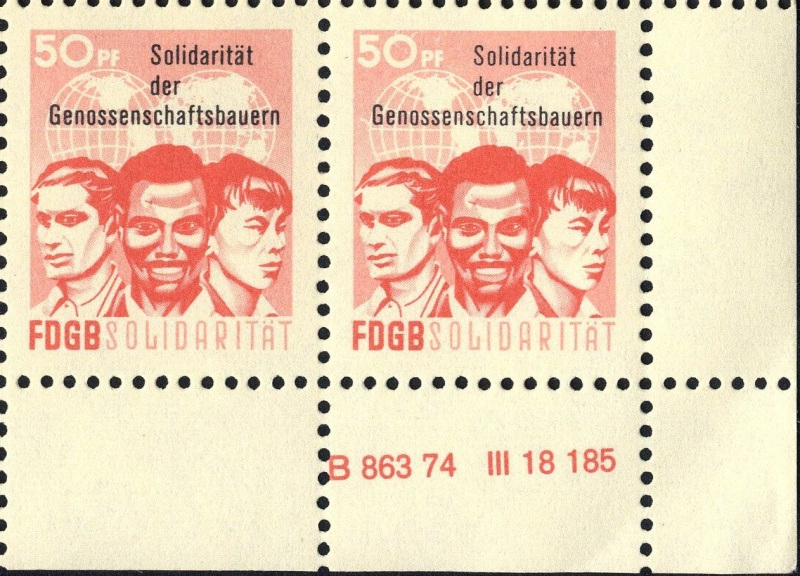 50 PF
Solidarität
der
Genossenschaftsbauern
FDGB SOLIDARITÄT
50 PF
Solidarität
der
Genossenschaftsbauern
FDGB SOLIDARITÄT
B 863 74 III 18 185